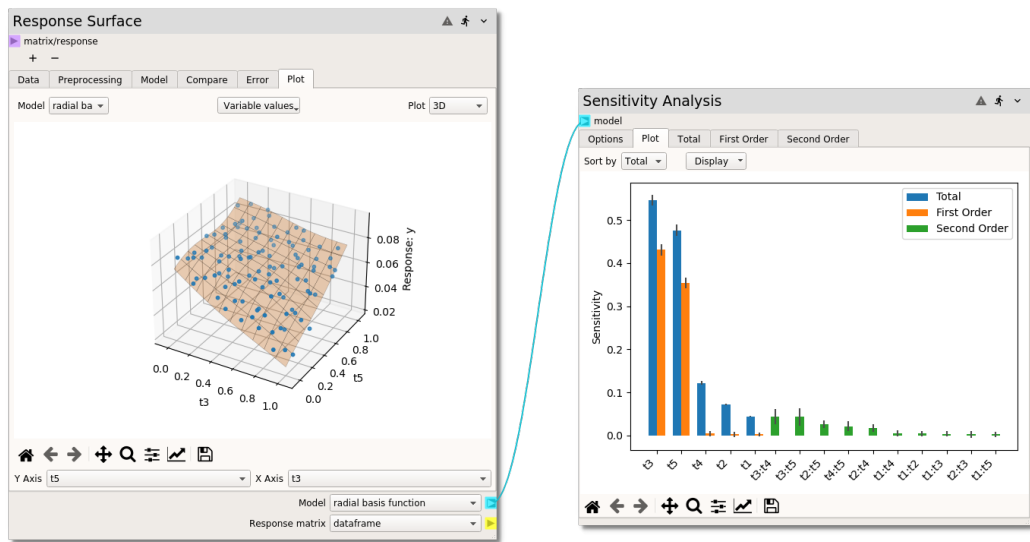 Response Surface
matrix/response
+ −
Data Preprocessing Model Compare Error Plot
Model radial ba Variable values Plot 3D
0.08
0.06
0.04
0.02
Response: y
0.0 0.2 0.4 0.6 0.8 1.0
t3
0.0 0.2 0.4 0.6 0.8 1.0
t5
Y Axis t5 X Axis t3
Model radial basis function
Response matrix dataframe
Sensitivity Analysis
model
Options Plot Total First Order Second Order
Sort by Total Display
Total
First Order
Second Order
0.5
0.4
0.3
0.2
0.1
0.0
Sensitivity
t3 t5 t4 t2 t1 t3:t4 t3:t5 t2:t5 t4:t5 t2:t4 t1:t4 t1:t2 t1:t3 t2:t3 t1:t5